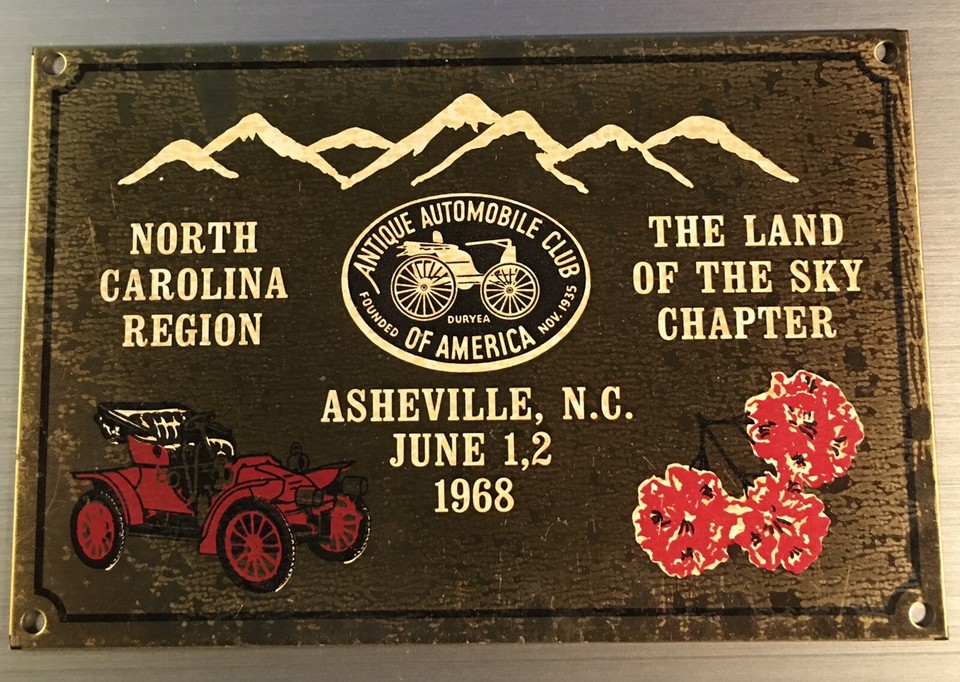 NORTH
CAROLINA
REGION
ANTIQUE AUTOMOBILE CLUB
OF AMERICA
FOUNDED
DURYEA
NOV. 1935
THE LAND
OF THE SKY
CHAPTER
ASHEVILLE, N.C.
JUNE 1,2
1968